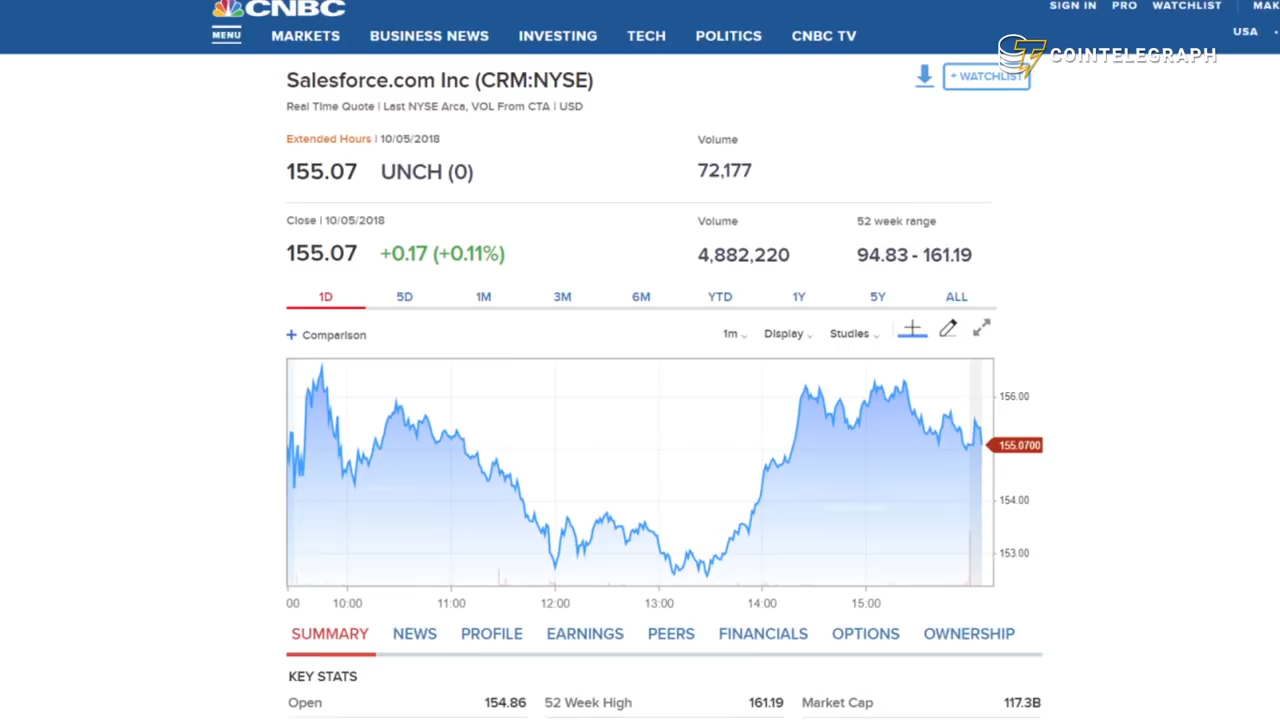 CNBC
SIGN IN PRO WATCHLIST MAK
MENU MARKETS BUSINESS NEWS INVESTING TECH POLITICS CNBC TV
USA
COINTELEGRAPH
Salesforce.com Inc (CRM:NYSE)
+ WATCHLIST
Real Time Quote | Last NYSE Arca, VOL From CTA | USD
Extended Hours | 10/05/2018 Volume
155.07 UNCH (0) 72,177
Close | 10/05/2018 Volume 52 week range
155.07 +0.17 (+0.11%) 4,882,220 94.83 - 161.19
1D 5D 1M 3M 6M YTD 1Y 5Y ALL
+ Comparison 1m Display Studies
156.00
155.0700
154.00
153.00
00 10:00 11:00 12:00 13:00 14:00 15:00
SUMMARY NEWS PROFILE EARNINGS PEERS FINANCIALS OPTIONS OWNERSHIP
KEY STATS
Open 154.86 52 Week High 161.19 Market Cap 117.3B